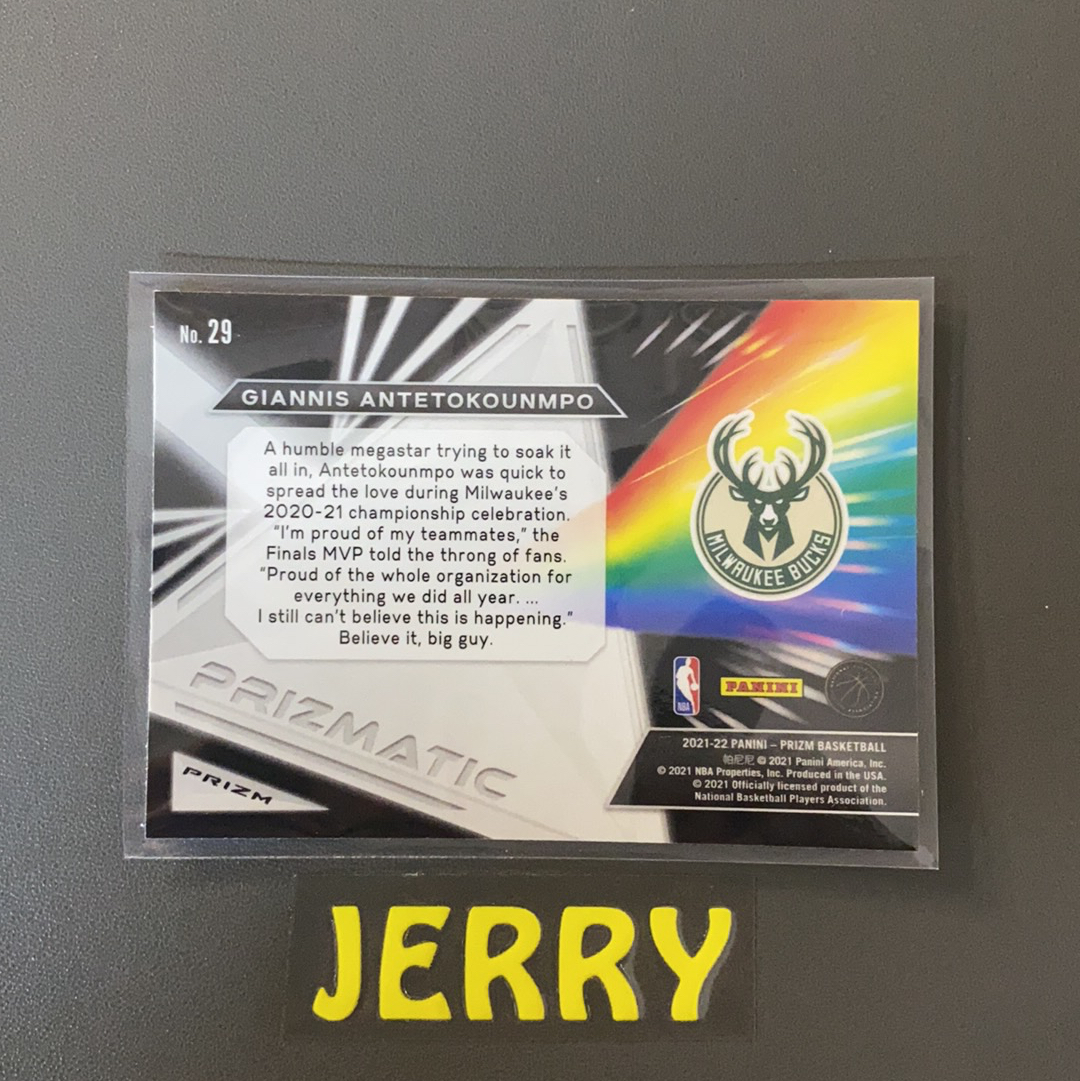 No. 29
GIANNIS ANTETOKOUNMPO
A humble megastar trying to soak it
all in, Antetokounmpo was quick to
spread the love during Milwaukee's
2020-21 championship celebration.
"I'm proud of my teammates," the
Finals MVP told the throng of fans.
"Proud of the whole organization for
everything we did all year. ...
I still can't believe this is happening."
Believe it, big guy.
MILWAUKEE BUCKS
PRIZMATIC
PRIZM
NBA
PANINI
2021-22 PANINI – PRIZM BASKETBALL
帕尼尼 © 2021 Panini America, Inc.
© 2021 NBA Properties, Inc. Produced in the USA.
© 2021 Officially licensed product of the
National Basketball Players Association.
JERRY